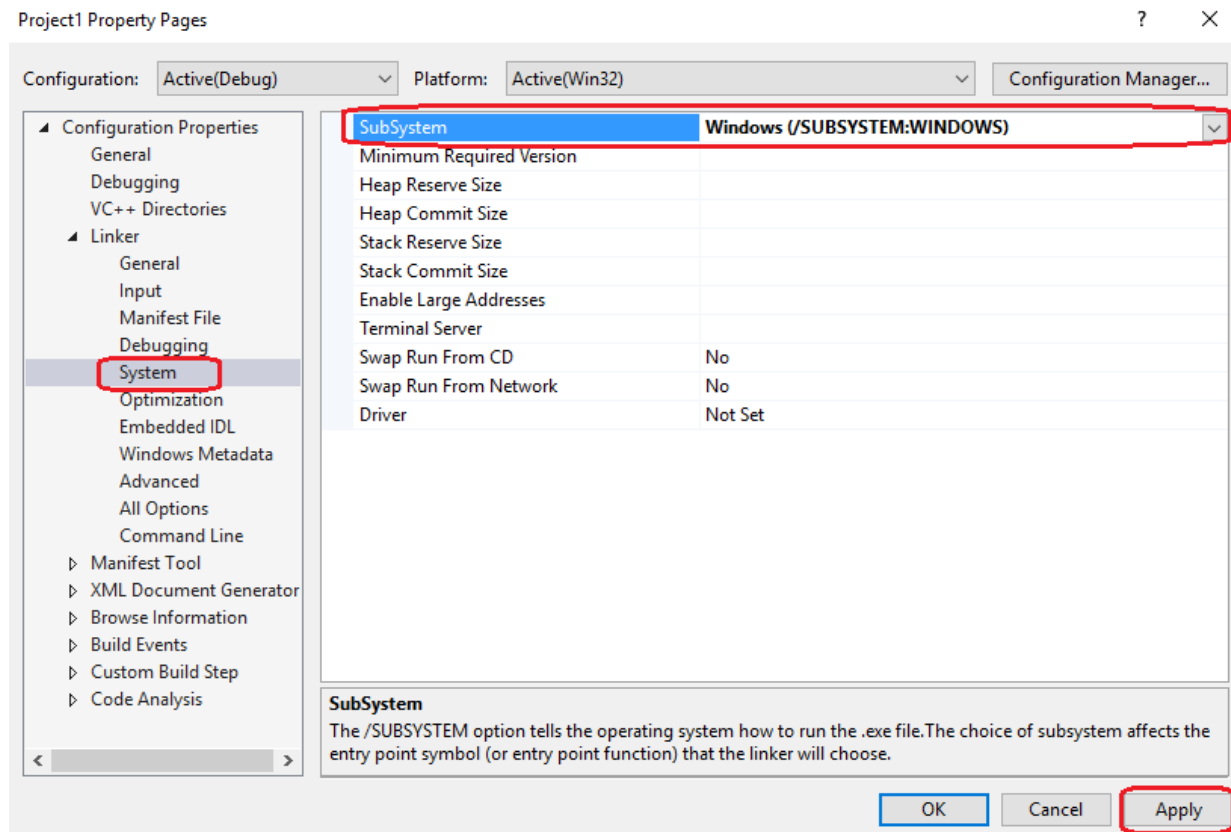 Project1 Property Pages
?
Configuration: Active(Debug) Platform: Active(Win32) Configuration Manager...
Configuration Properties
General
Debugging
VC++ Directories
Linker
General
Input
Manifest File
Debugging
System
Optimization
Embedded IDL
Windows Metadata
Advanced
All Options
Command Line
Manifest Tool
XML Document Generator
Browse Information
Build Events
Custom Build Step
Code Analysis
SubSystem Windows (/SUBSYSTEM:WINDOWS)
Minimum Required Version
Heap Reserve Size
Heap Commit Size
Stack Reserve Size
Stack Commit Size
Enable Large Addresses
Terminal Server
Swap Run From CD No
Swap Run From Network No
Driver Not Set
SubSystem
The /SUBSYSTEM option tells the operating system how to run the .exe file.The choice of subsystem affects the
entry point symbol (or entry point function) that the linker will choose.
OK Cancel Apply